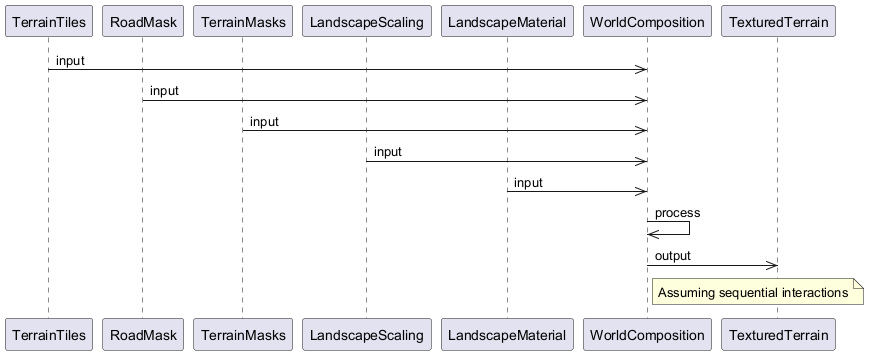 TerrainTiles RoadMask TerrainMasks LandscapeScaling LandscapeMaterial WorldComposition TexturedTerrain
input
input
input
input
input
process
output
Assuming sequential interactions
TerrainTiles RoadMask TerrainMasks LandscapeScaling LandscapeMaterial WorldComposition TexturedTerrain